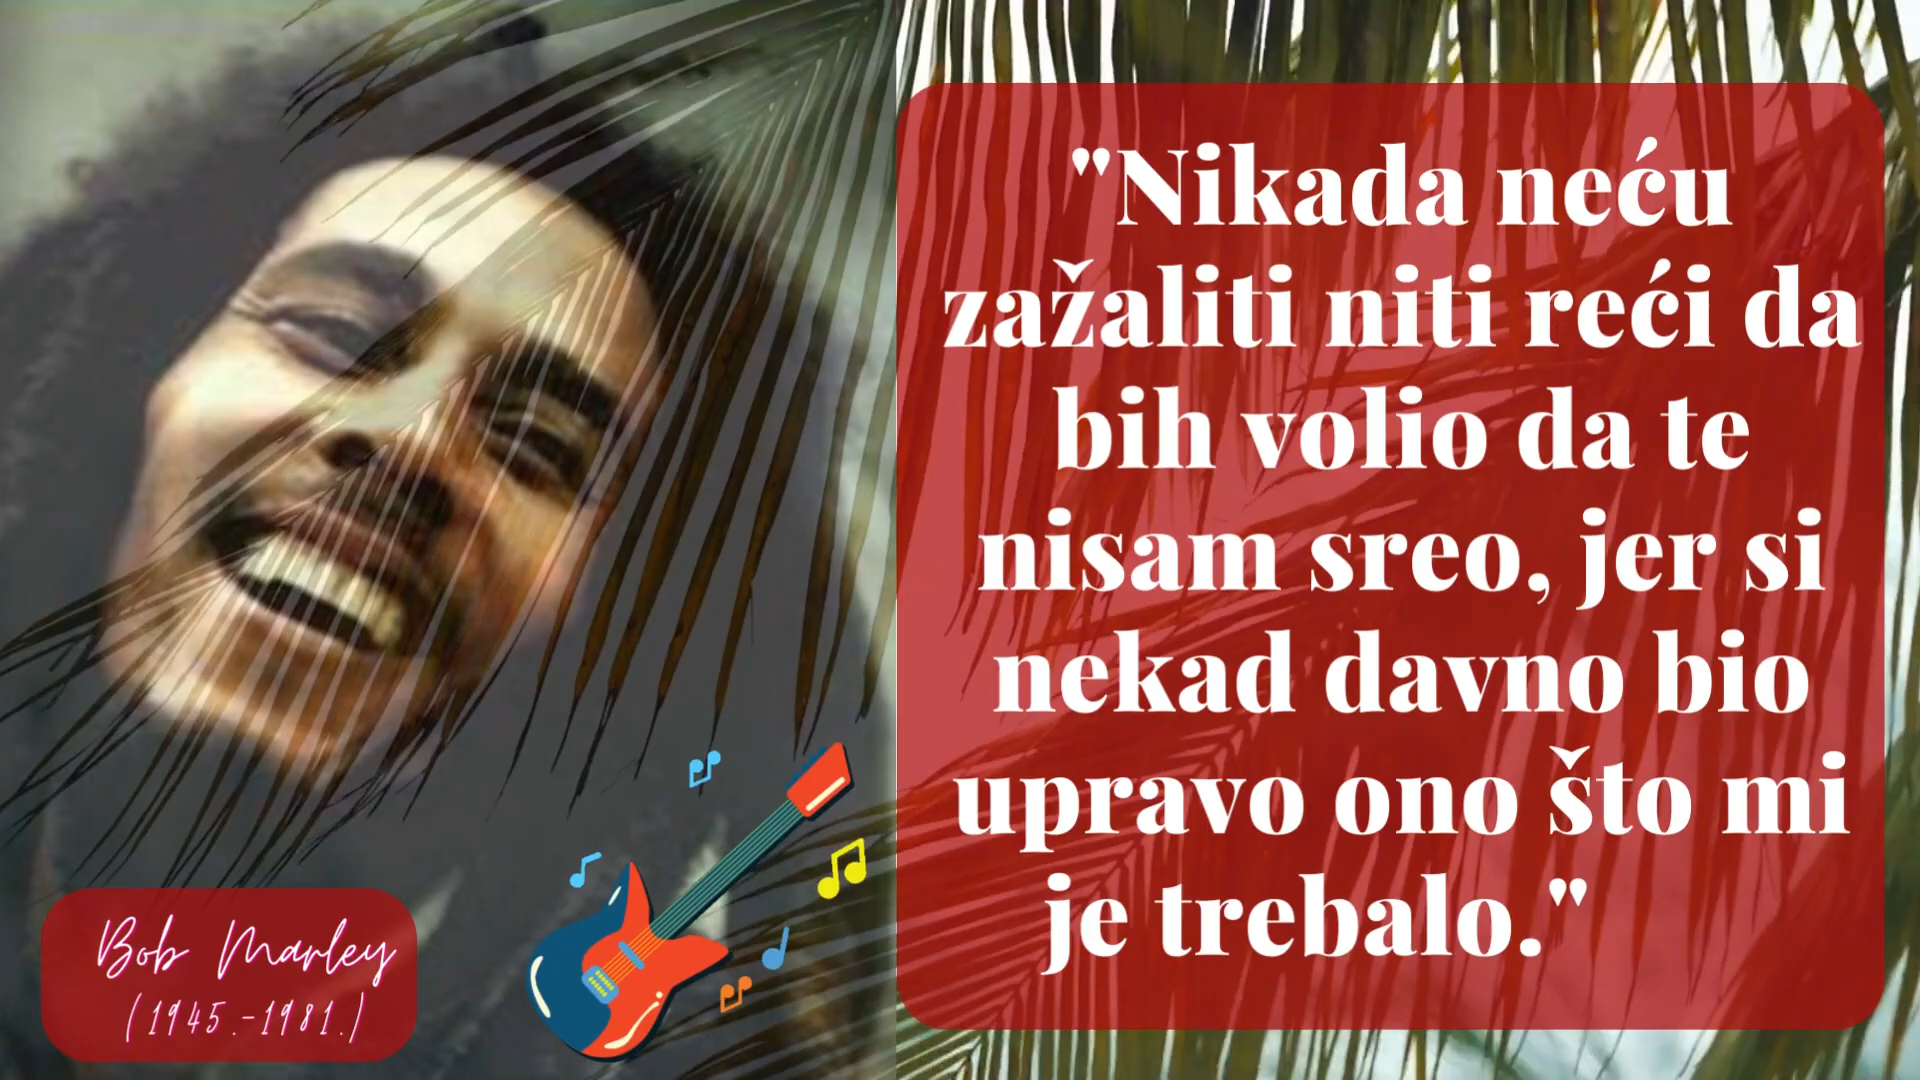 "Nikada neću
zažaliti niti reći da
bih volio da te
nisam sreo, jer si
nekad davno bio
upravo ono što mi
je trebalo."
Bob Marley
(1945.-1981.)